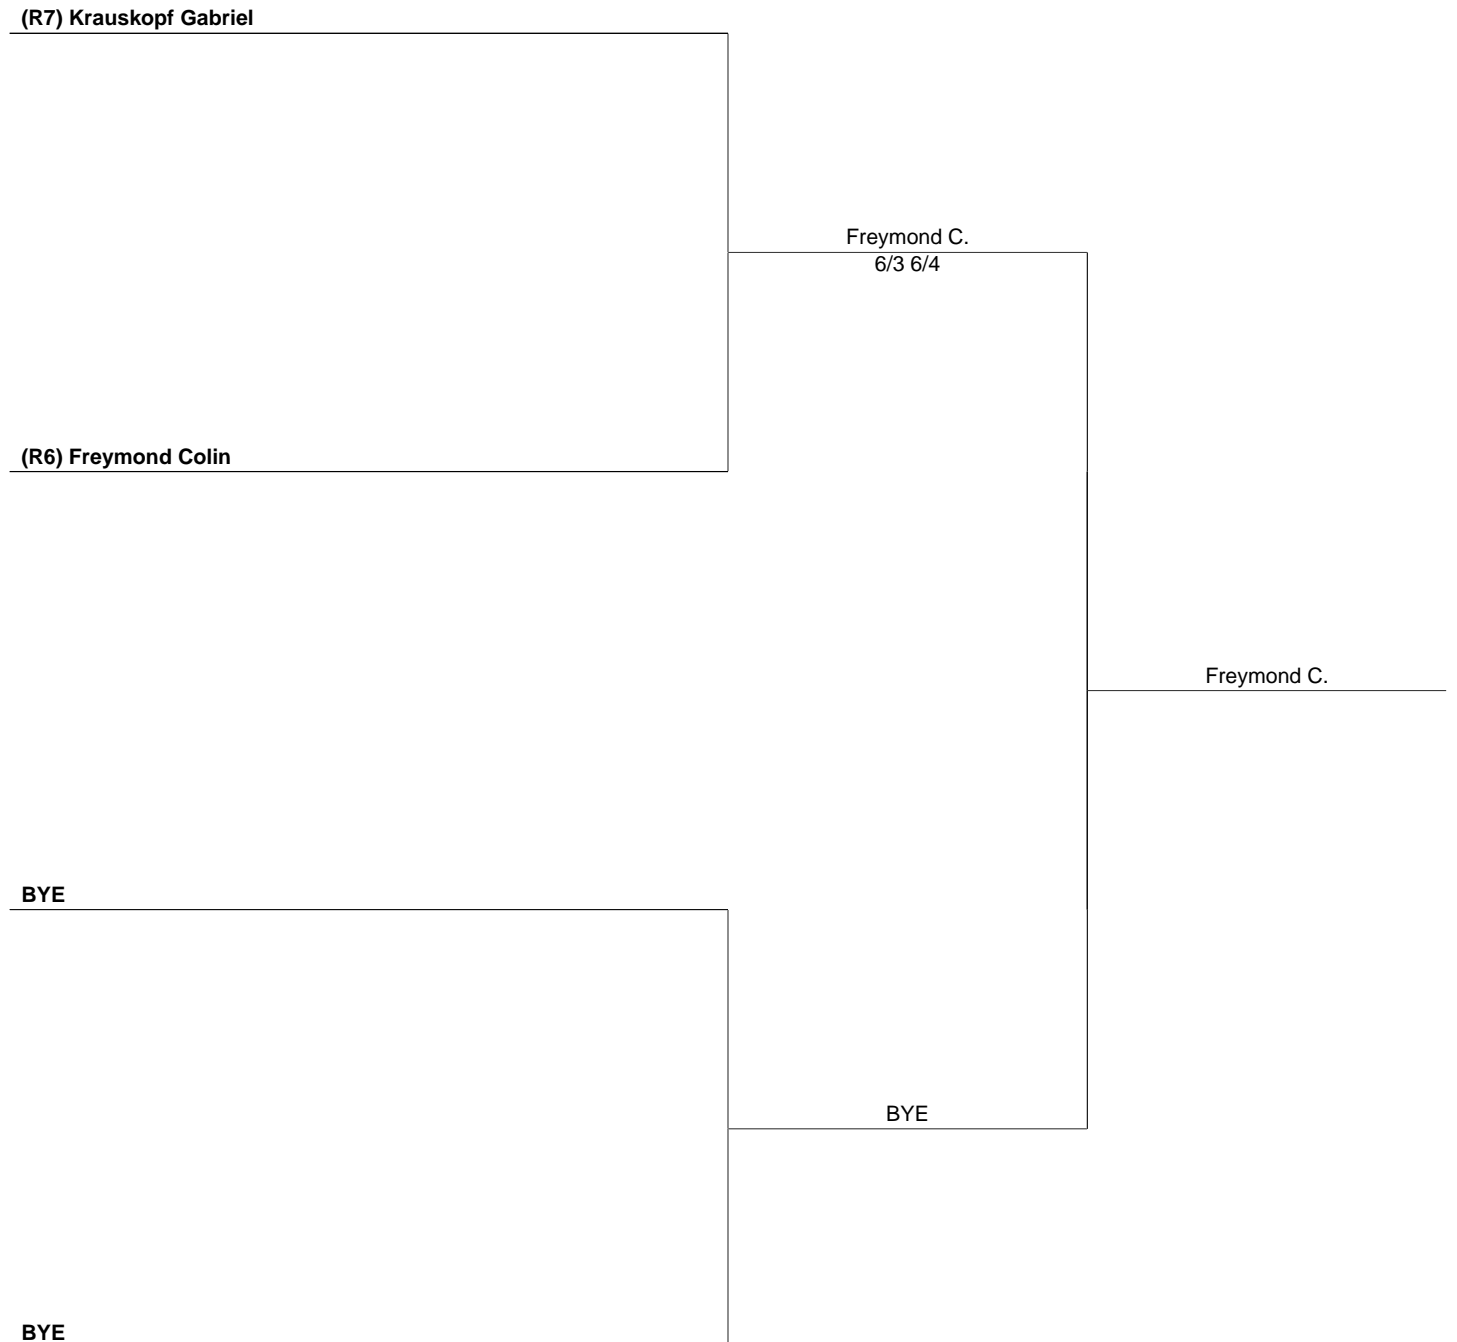 (R7) Krauskopf Gabriel
Freymond C.
6/3 6/4
(R6) Freymond Colin
Freymond C.
BYE
BYE
BYE